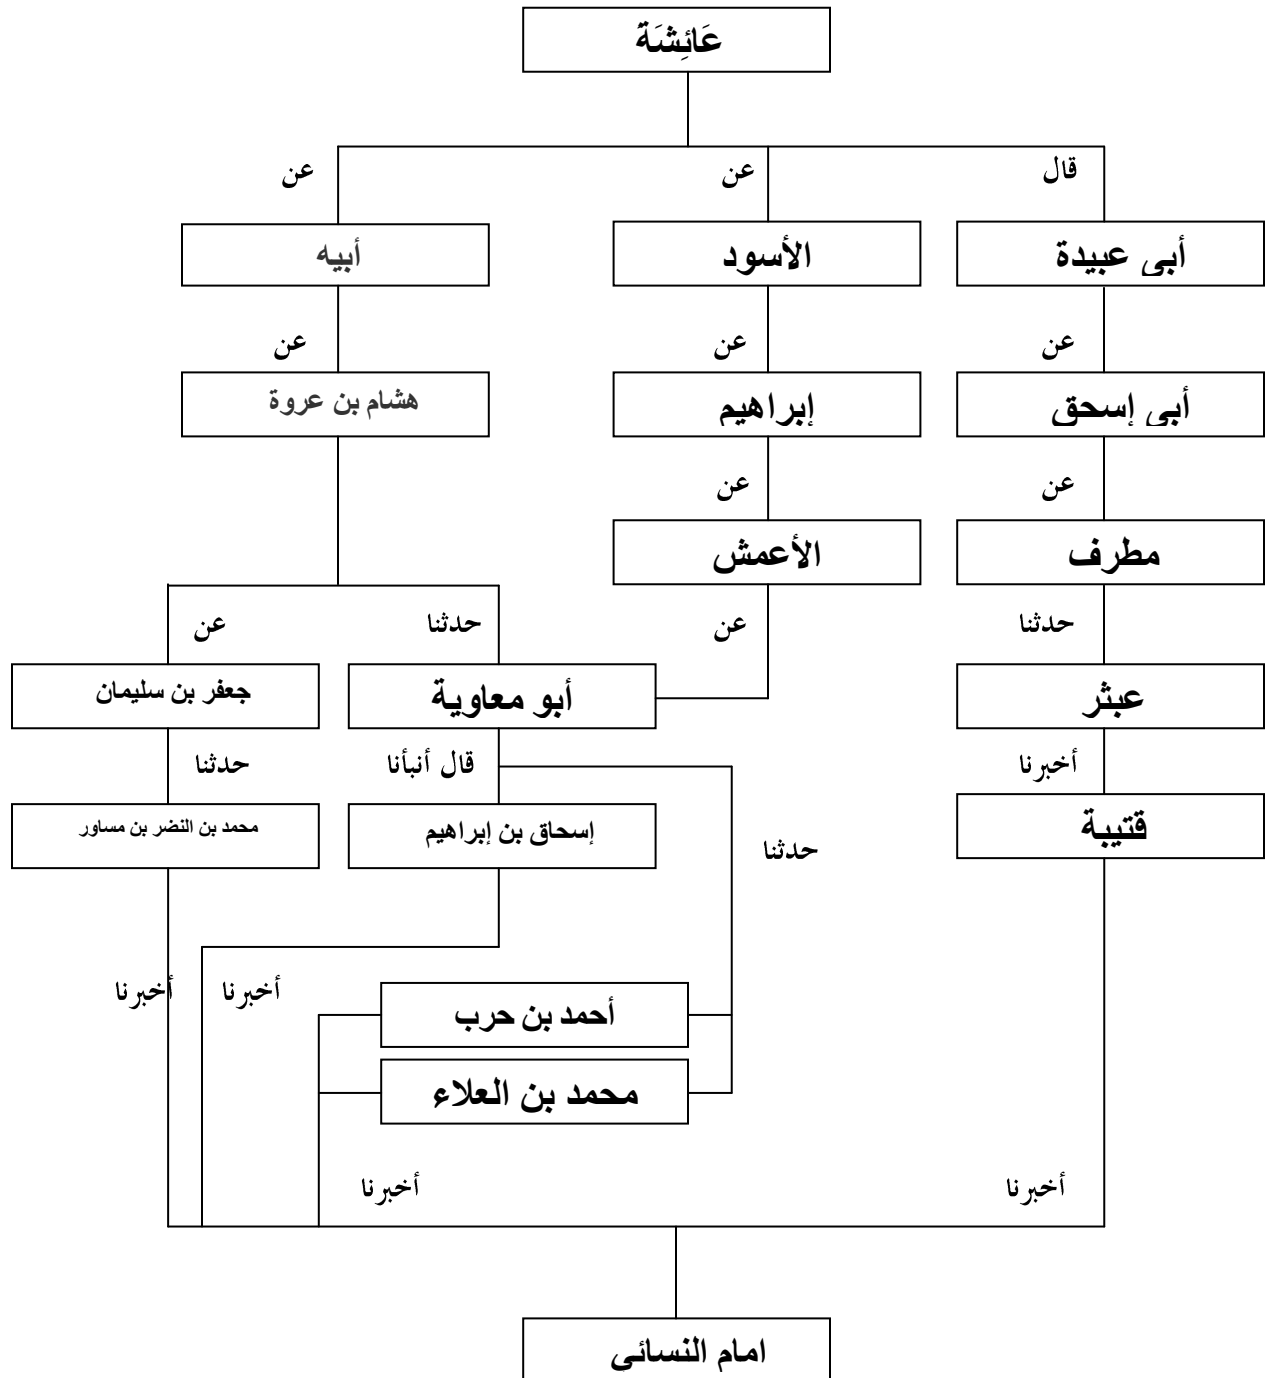 عَائِشَة
قال
عن
عن
أبى عبيدة
الأسود
أبيه
عن
عن
عن
أبى إسحق
إبراهيم
هشام بن عروة
عن
عن
مطرف
الأعمش
حدثنا
عن
حدثنا
عن
عبثر
أبو معاوية
جعفر بن سليمان
أخبرنا
قال أنبأنا
حدثنا
قتيبة
إسحاق بن إبراهيم
محمد بن النضر بن مساور
حدثنا
أخبرنا
أخبرنا
أحمد بن حرب
محمد بن العلاء
أخبرنا
أخبرنا
امام النسائى